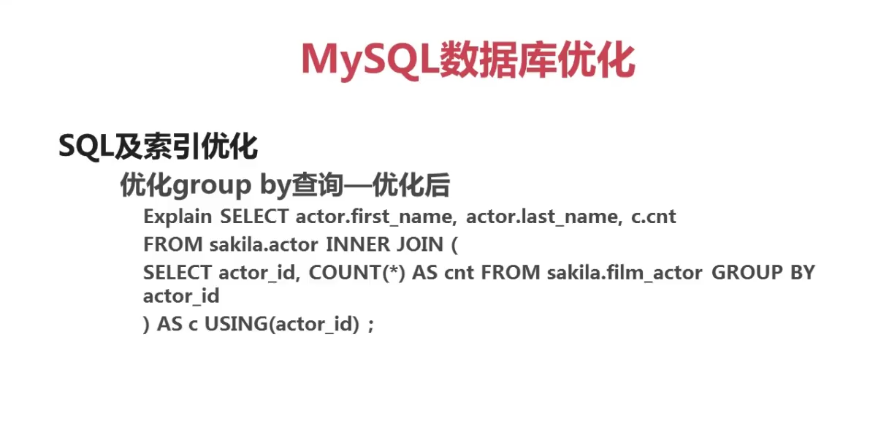 MySQL数据库优化
SQL及索引优化
优化group by查询—优化后
Explain SELECT actor.first_name, actor.last_name, c.cnt
FROM sakila.actor INNER JOIN (
SELECT actor_id, COUNT(*) AS cnt FROM sakila.film_actor GROUP BY
actor_id
) AS c USING(actor_id) ;